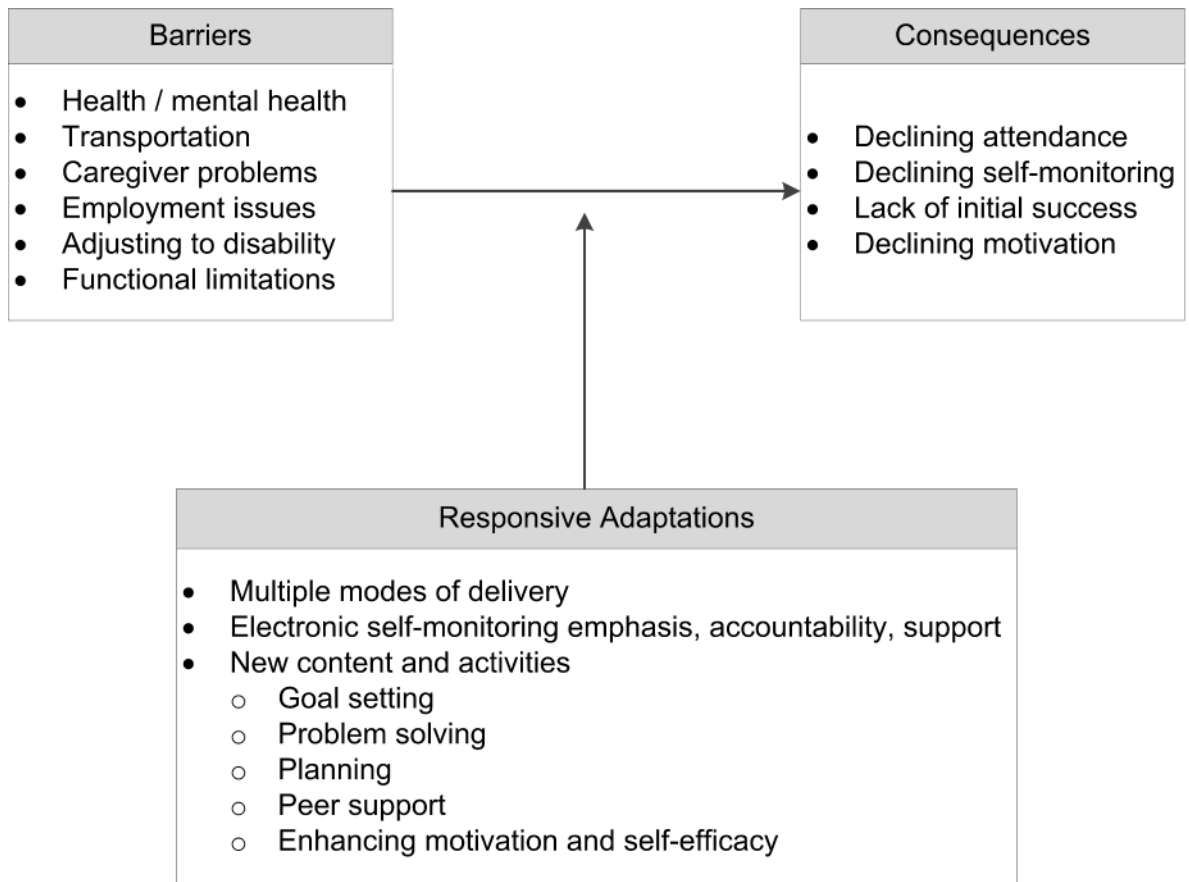 Barriers
• Health / mental health
• Transportation
• Caregiver problems
• Employment issues
• Adjusting to disability
• Functional limitations
Consequences
• Declining attendance
• Declining self-monitoring
• Lack of initial success
• Declining motivation
Responsive Adaptations
• Multiple modes of delivery
• Electronic self-monitoring emphasis, accountability, support
• New content and activities
o Goal setting
o Problem solving
o Planning
o Peer support
o Enhancing motivation and self-efficacy